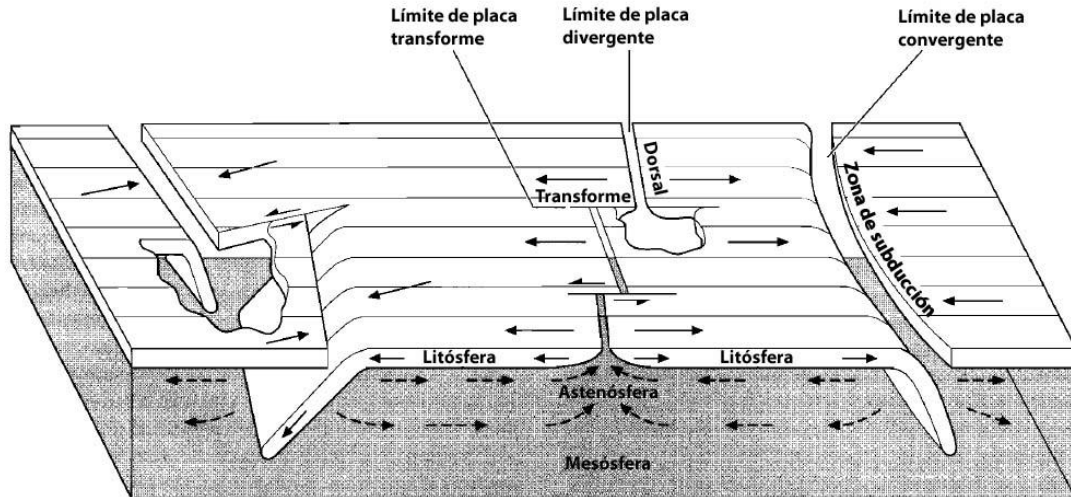 Límite de placa
transforme
Límite de placa
divergente
Límite de placa
convergente
Dorsal
Transforme
Zona de subducción
Litósfera
Litósfera
Astenósfera
Mesósfera